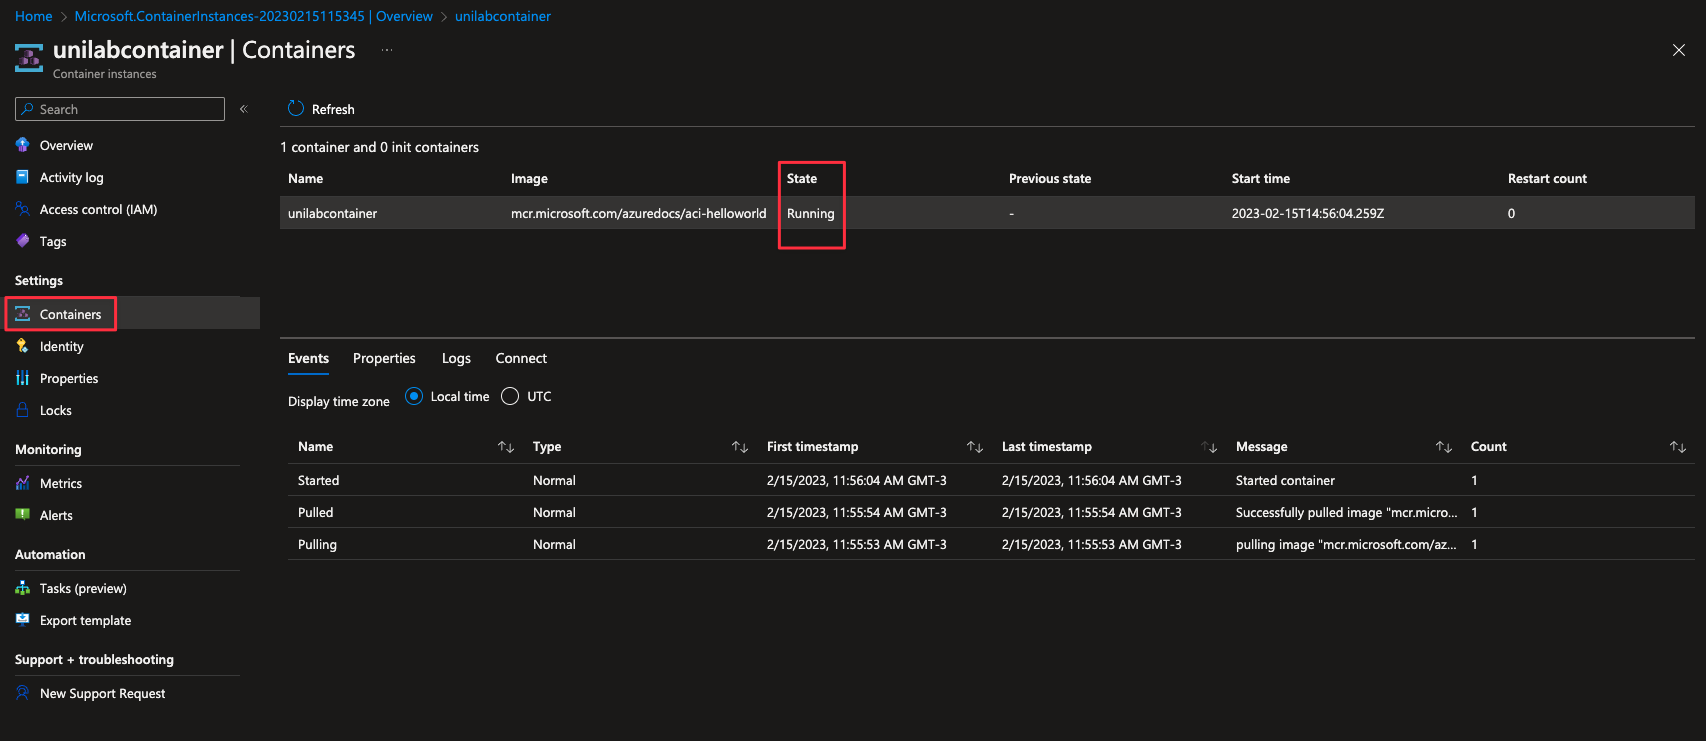 Home > Microsoft.ContainerInstances-20230215115345 | Overview > unilabcontainer
unilabcontainer | Containers ...
Container instances
Search «
Overview
Activity log
Access control (IAM)
Tags
Settings
Containers
Identity
Properties
Locks
Monitoring
Metrics
Alerts
Automation
Tasks (preview)
Export template
Support + troubleshooting
New Support Request
Refresh
1 container and 0 init containers
Name Image State Previous state Start time Restart count
unilabcontainer mcr.microsoft.com/azuredocs/aci-helloworld Running - 2023-02-15T14:56:04.259Z 0
Events Properties Logs Connect
Display time zone Local time UTC
Name Type First timestamp Last timestamp Message Count
Started Normal 2/15/2023, 11:56:04 AM GMT-3 2/15/2023, 11:56:04 AM GMT-3 Started container 1
Pulled Normal 2/15/2023, 11:55:54 AM GMT-3 2/15/2023, 11:55:54 AM GMT-3 Successfully pulled image "mcr.micro... 1
Pulling Normal 2/15/2023, 11:55:53 AM GMT-3 2/15/2023, 11:55:53 AM GMT-3 pulling image "mcr.microsoft.com/az... 1